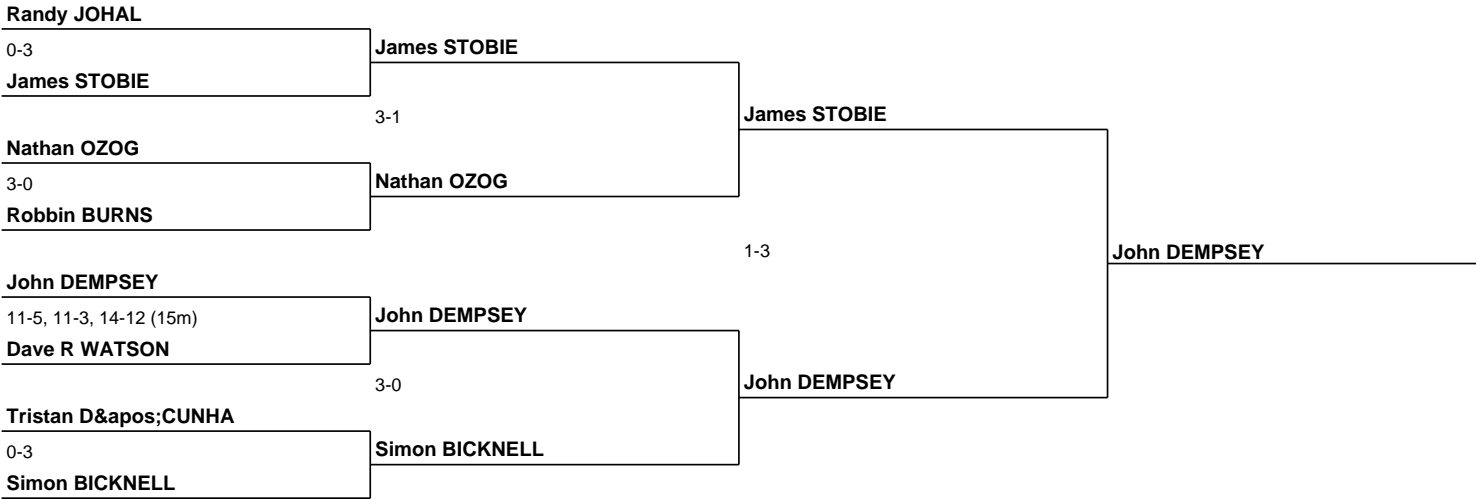 Randy JOHAL
0-3
James STOBIE
James STOBIE
3-1
James STOBIE
Nathan OZOG
3-0
Nathan OZOG
Robbin BURNS
1-3
John DEMPSEY
John DEMPSEY
11-5, 11-3, 14-12 (15m)
John DEMPSEY
Dave R WATSON
3-0
John DEMPSEY
Tristan D&apos;CUNHA
0-3
Simon BICKNELL
Simon BICKNELL